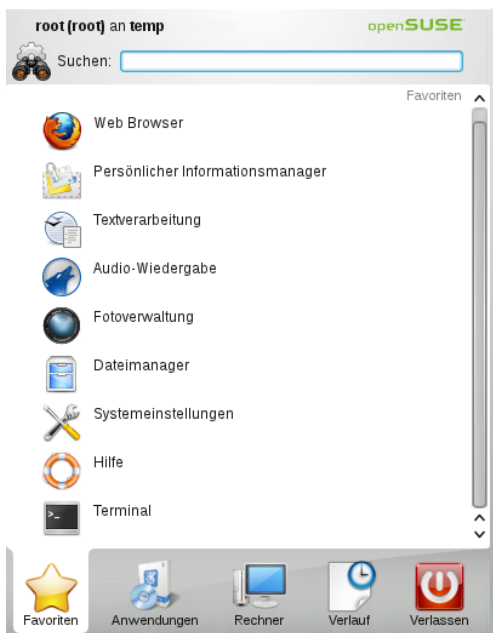 root (root) an temp
openSUSE
Suchen:
Favoriten
Web Browser
Persönlicher Informationsmanager
Textverarbeitung
Audio-Wiedergabe
Fotoverwaltung
Dateimanager
Systemeinstellungen
Hilfe
>_
Terminal
Favoriten Anwendungen Rechner Verlauf Verlassen